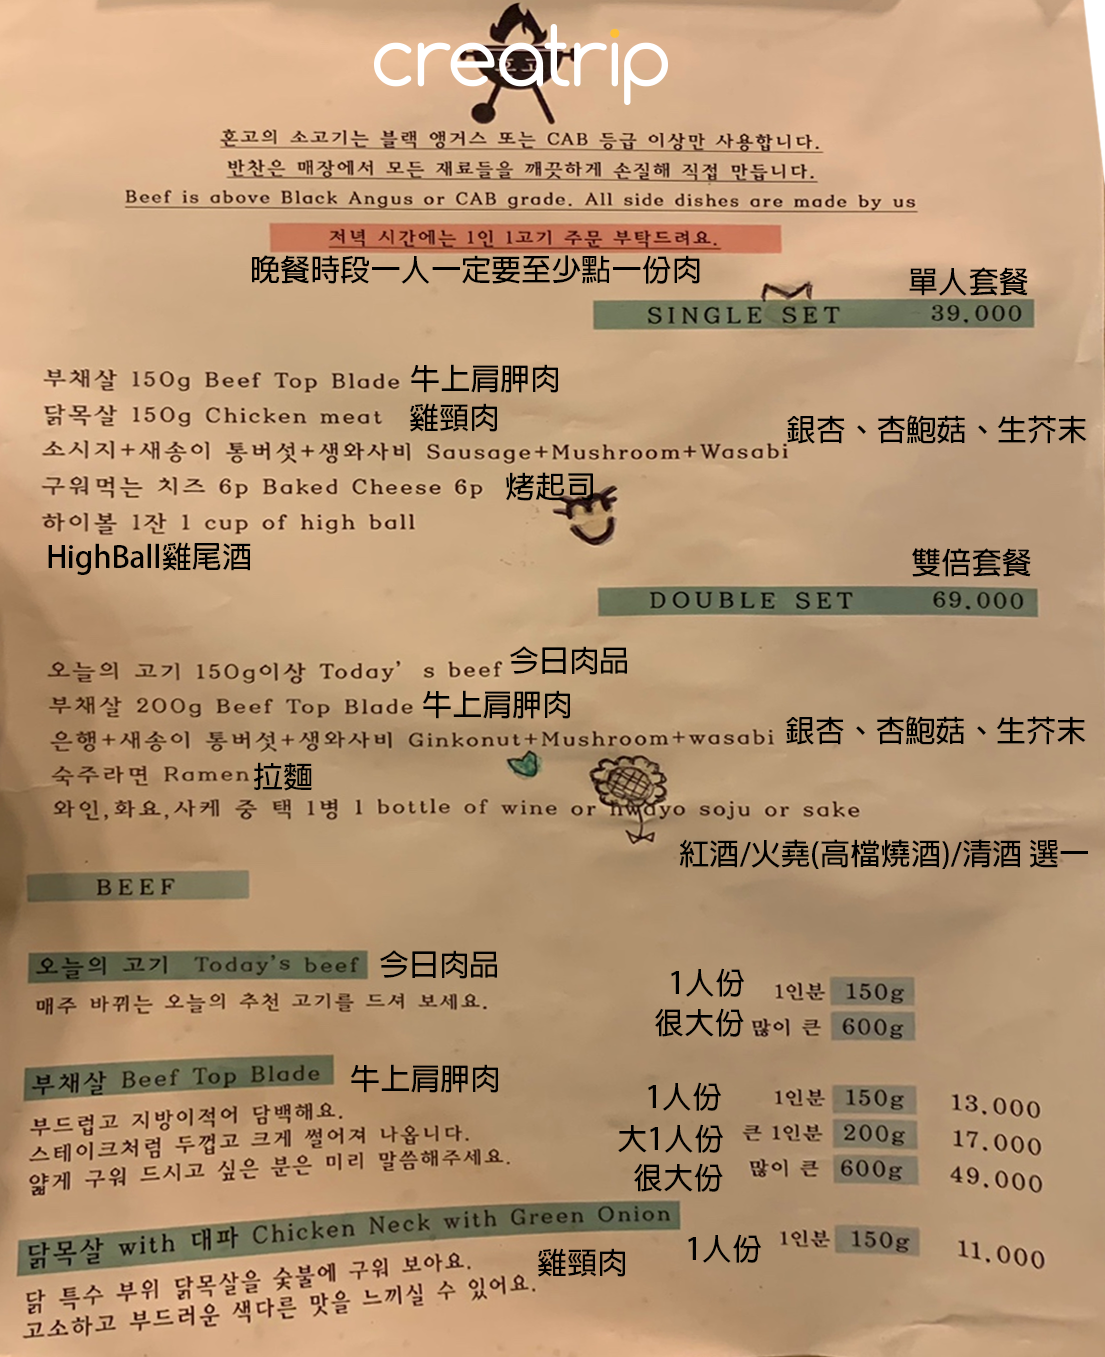 creatrip
혼고의 소고기는 블랙 앵거스 또는 CAB 등급 이상만 사용합니다.
반찬은 매장에서 모든 재료들을 깨끗하게 손질해 직접 만듭니다.
Beef is above Black Angus or CAB grade. All side dishes are made by us
저녁 시간에는 1인 1고기 주문 부탁드려요.
晚餐時段一人一定要至少點一份肉
單人套餐
SINGLE SET 39.000
부채살 150g Beef Top Blade 牛上肩胛肉
닭목살 150g Chicken meat 雞頸肉
銀杏、杏鮑菇、生芥末
소시지+새송이 통버섯+생와사비 Sausage+Mushroom+Wasabi
구워먹는 치즈 6p Baked Cheese 6p 烤起司
하이볼 1잔 1 cup of high ball
HighBall雞尾酒
雙倍套餐
DOUBLE SET 69.000
오늘의 고기 150g이상 Today’s beef 今日肉品
부채살 200g Beef Top Blade 牛上肩胛肉
은행+새송이 통버섯+생와사비 Ginkonut+Mushroom+wasabi 銀杏、杏鮑菇、生芥末
숙주라면 Ramen 拉麵
와인,화요,사케 중 택 1병 1 bottle of wine or hwayo soju or sake
紅酒/火堯(高檔燒酒)/清酒 選一
BEEF
오늘의 고기 Today's beef 今日肉品
매주 바뀌는 오늘의 추천 고기를 드셔 보세요.
1人份 1인분 150g
很大份 많이 큰 600g
부채살 Beef Top Blade 牛上肩胛肉
부드럽고 지방이적어 담백해요.
스테이크처럼 두껍고 크게 썰어져 나옵니다.
얇게 구워 드시고 싶은 분은 미리 말씀해주세요.
1人份 1인분 150g 13.000
大1人份 큰 1인분 200g 17.000
很大份 많이 큰 600g 49.000
닭목살 with 대파 Chicken Neck with Green Onion
雞頸肉
1人份 1인분 150g 11.000
닭 특수 부위 닭목살을 숯불에 구워 보아요.
고소하고 부드러운 색다른 맛을 느끼실 수 있어요.